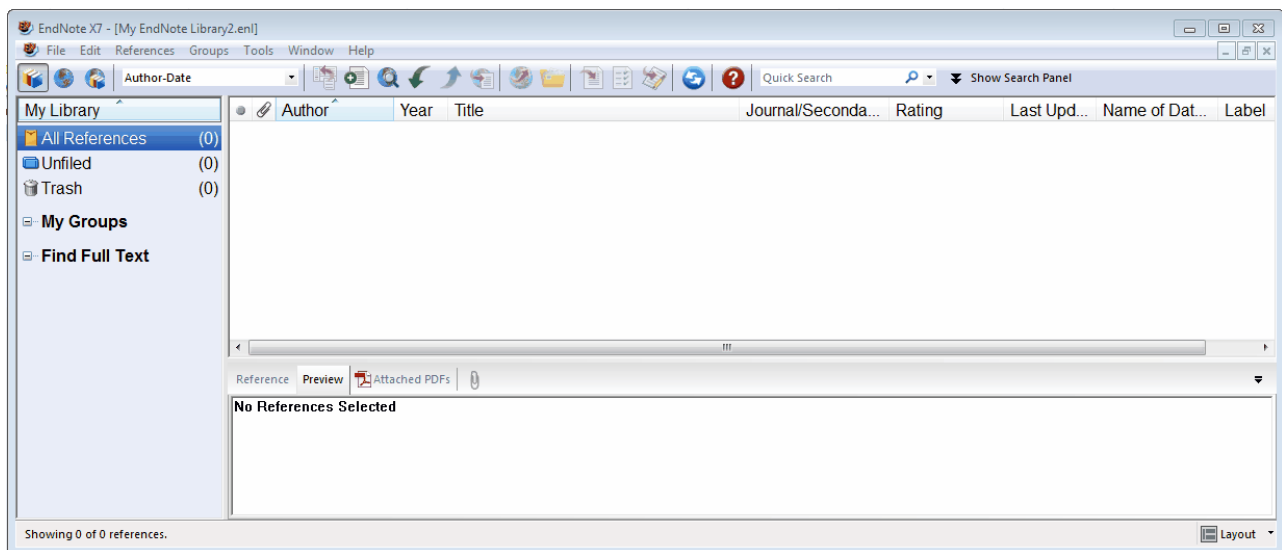 EndNote X7 - [My EndNote Library2.enl]
File Edit References Groups Tools Window Help
Author-Date Quick Search Show Search Panel
My Library Author Year Title Journal/Seconda... Rating Last Upd... Name of Dat... Label
All References (0)
Unfiled (0)
Trash (0)
My Groups
Find Full Text
Reference Preview Attached PDFs
No References Selected
Showing 0 of 0 references. Layout